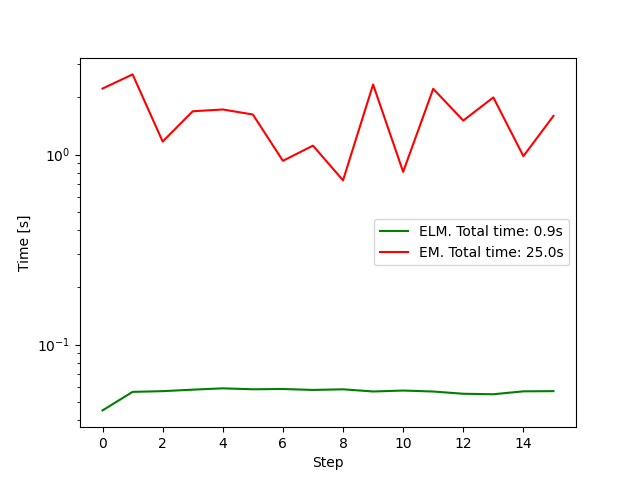 10⁰
10⁻¹
Time [s]
ELM. Total time: 0.9s
EM. Total time: 25.0s
0 2 4 6 8 10 12 14
Step